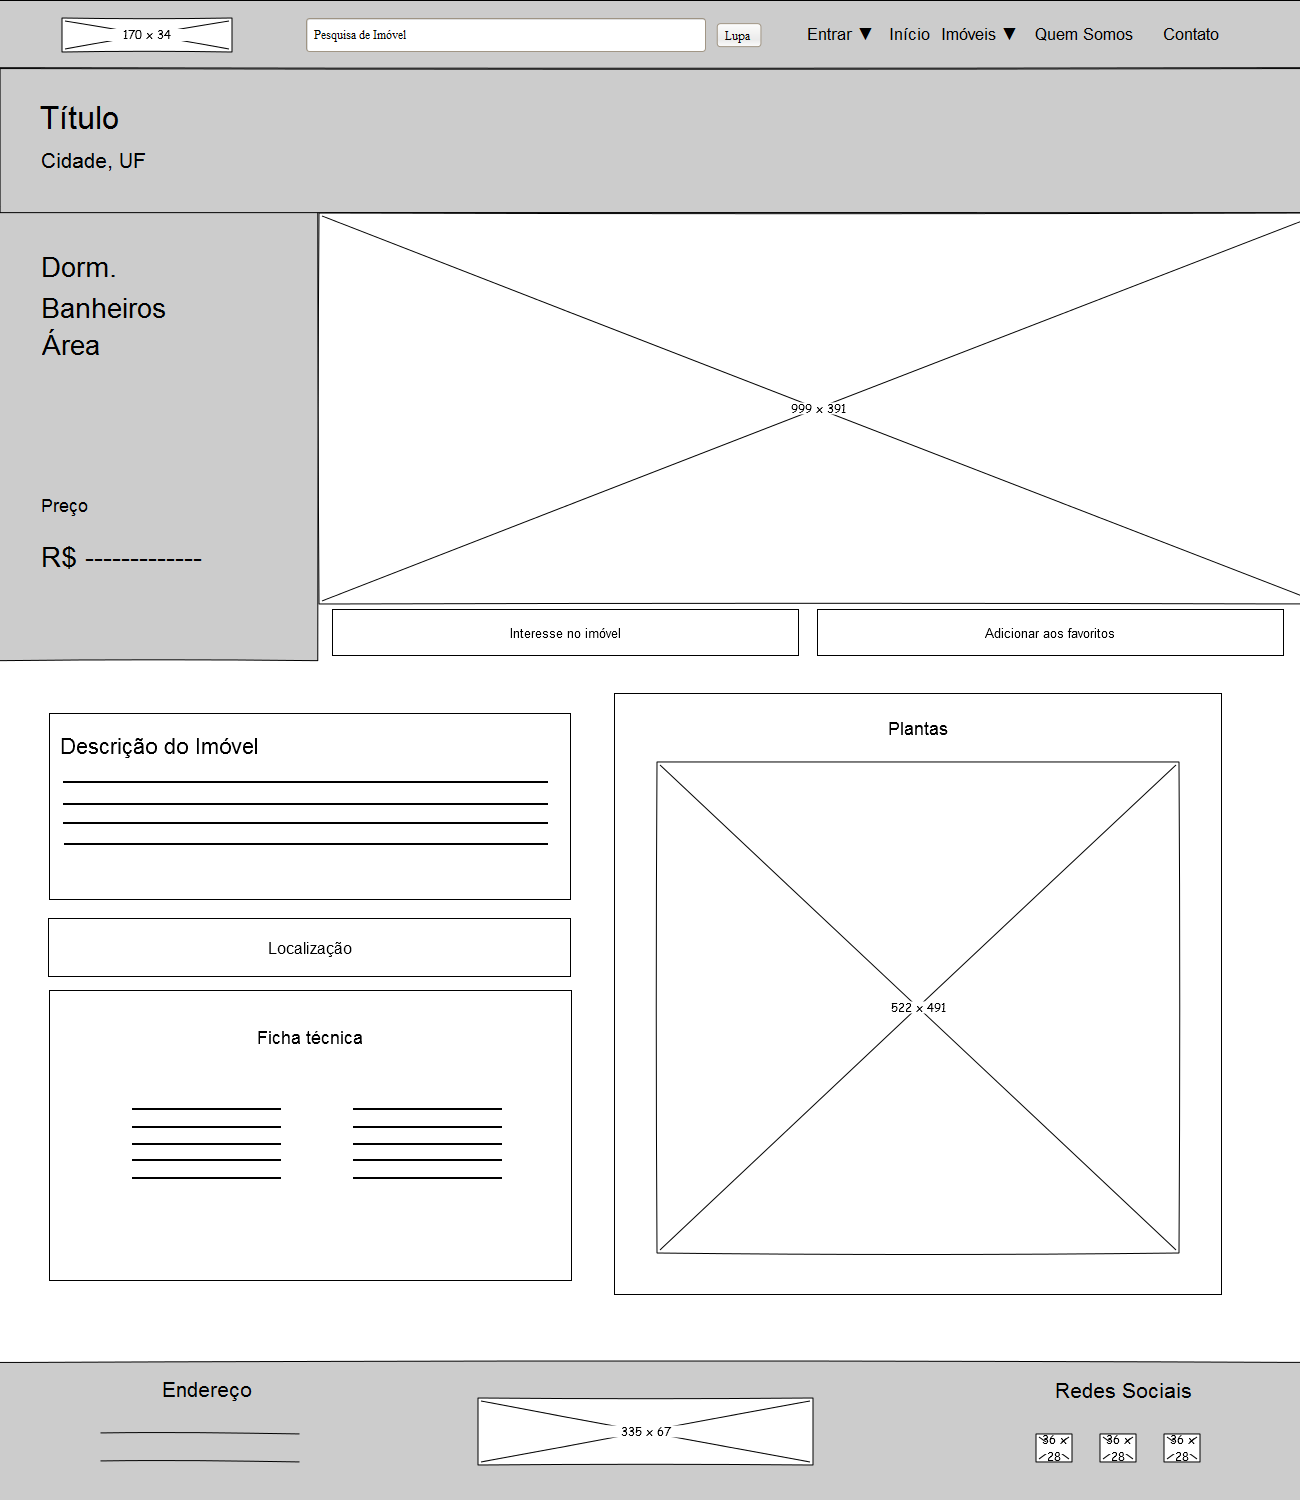 170 x 34
Pesquisa de Imóvel
Lupa
Entrar ▼ Início Imóveis ▼ Quem Somos Contato
Título
Cidade, UF
Dorm.
Banheiros
Área
999 x 391
Preço
R$ -------------
Interesse no imóvel
Adicionar aos favoritos
Descrição do Imóvel
Plantas
Localização
522 x 491
Ficha técnica
Endereço
335 x 67
Redes Sociais
36 x
28
36 x
28
36 x
28